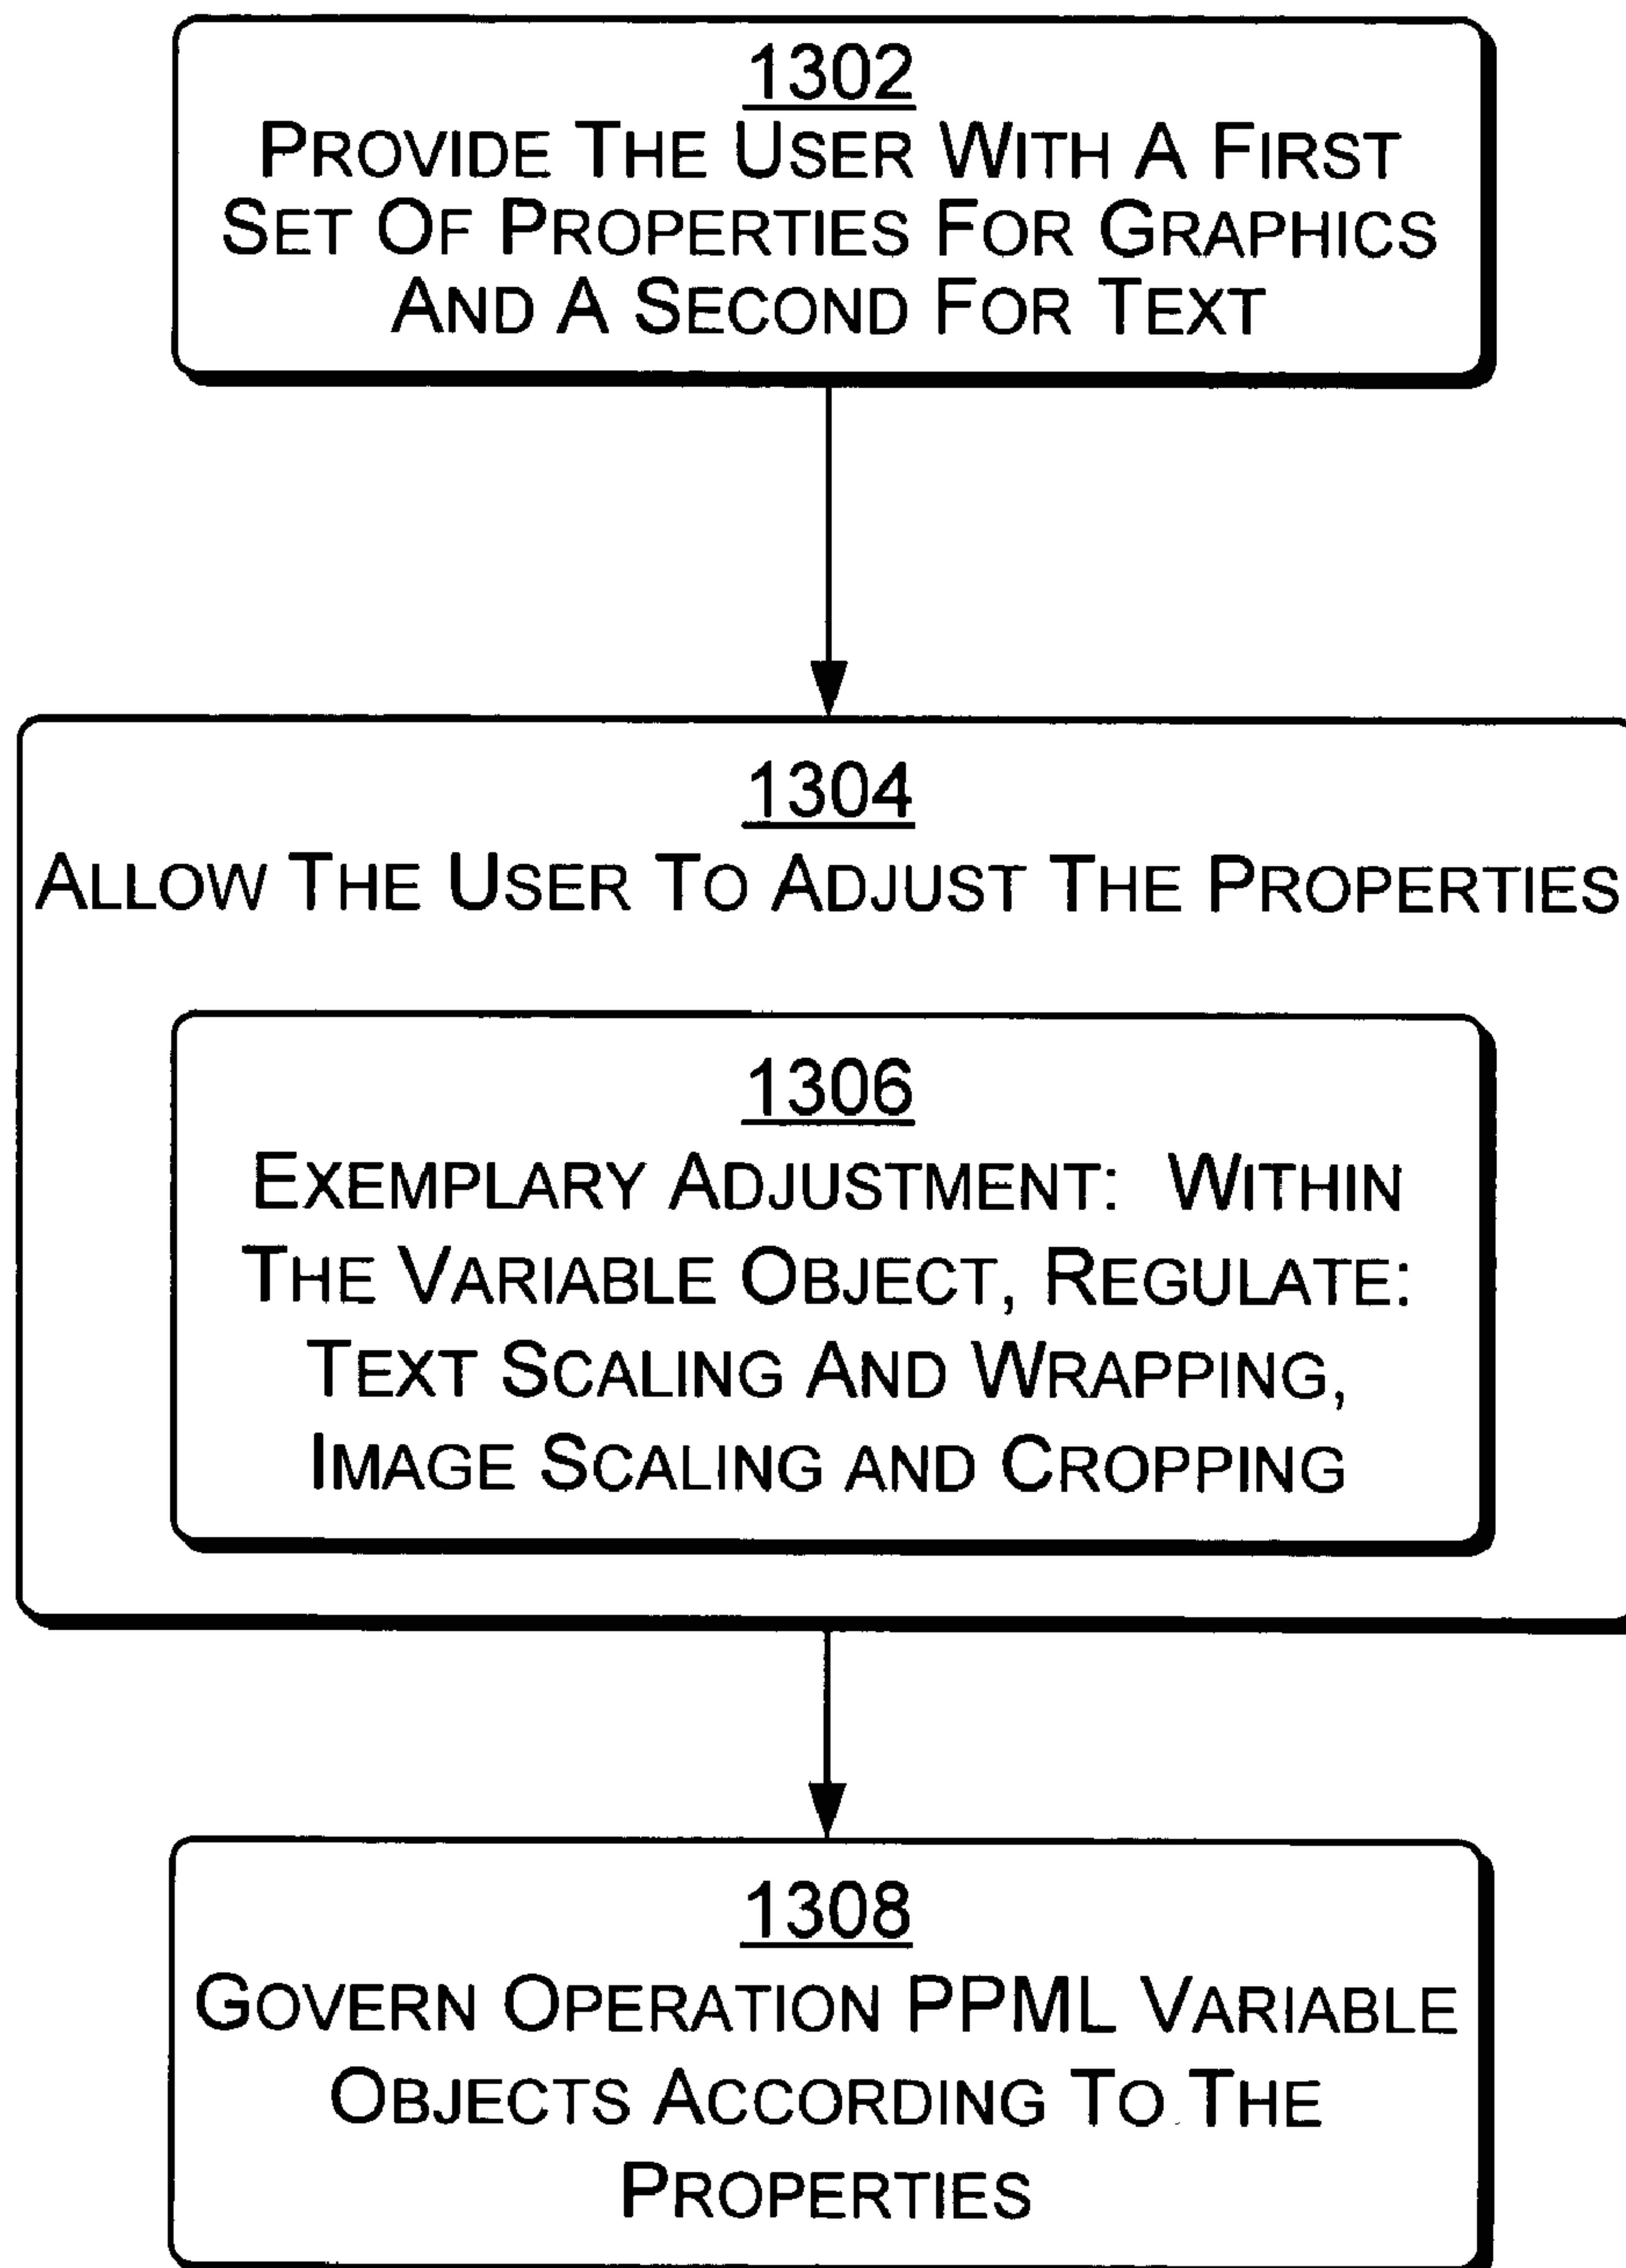 1302
PROVIDE THE USER WITH A FIRST
SET OF PROPERTIES FOR GRAPHICS
AND A SECOND FOR TEXT
1304
ALLOW THE USER TO ADJUST THE PROPERTIES
1306
EXEMPLARY ADJUSTMENT: WITHIN
THE VARIABLE OBJECT, REGULATE:
TEXT SCALING AND WRAPPING,
IMAGE SCALING AND CROPPING
1308
GOVERN OPERATION PPML VARIABLE
OBJECTS ACCORDING TO THE
PROPERTIES